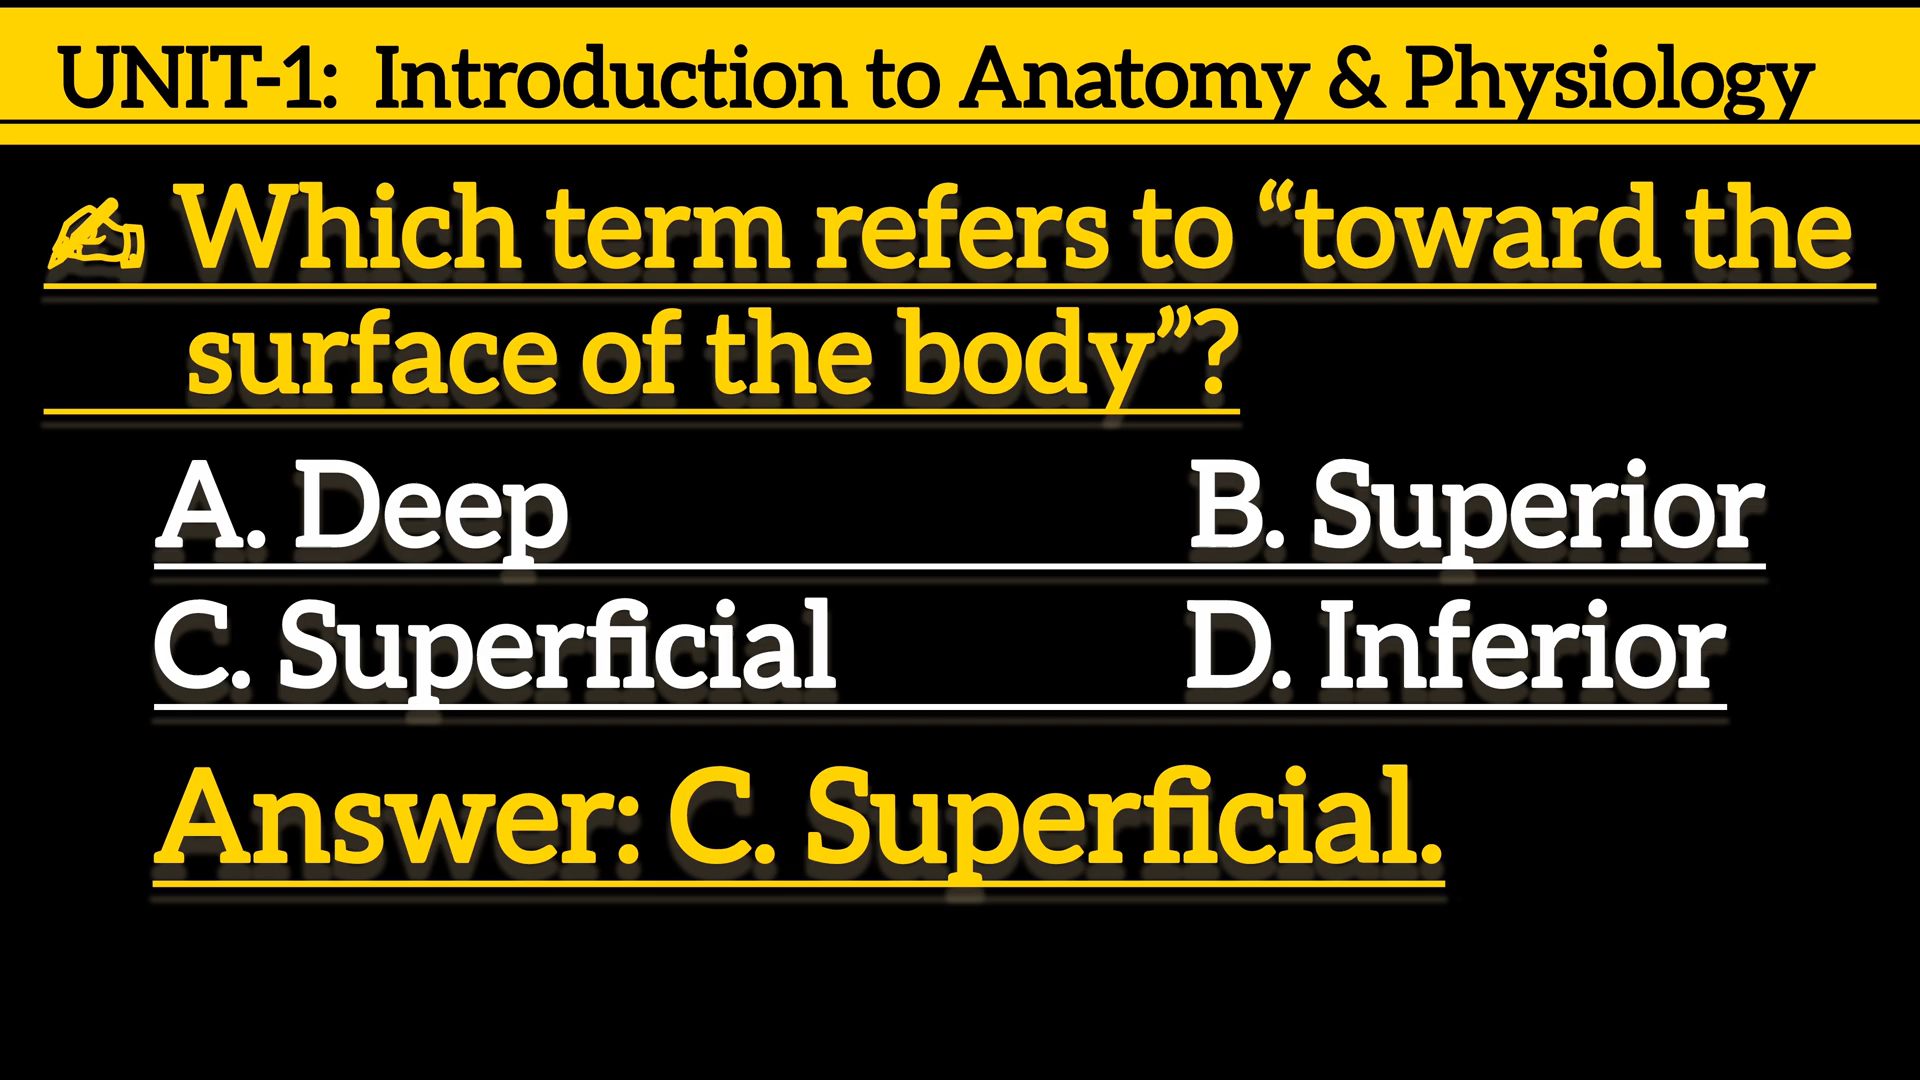 UNIT-1: Introduction to Anatomy & Physiology
✍ Which term refers to “toward the
surface of the body”?
A. Deep B. Superior
C. Superficial D. Inferior
Answer: C. Superficial.